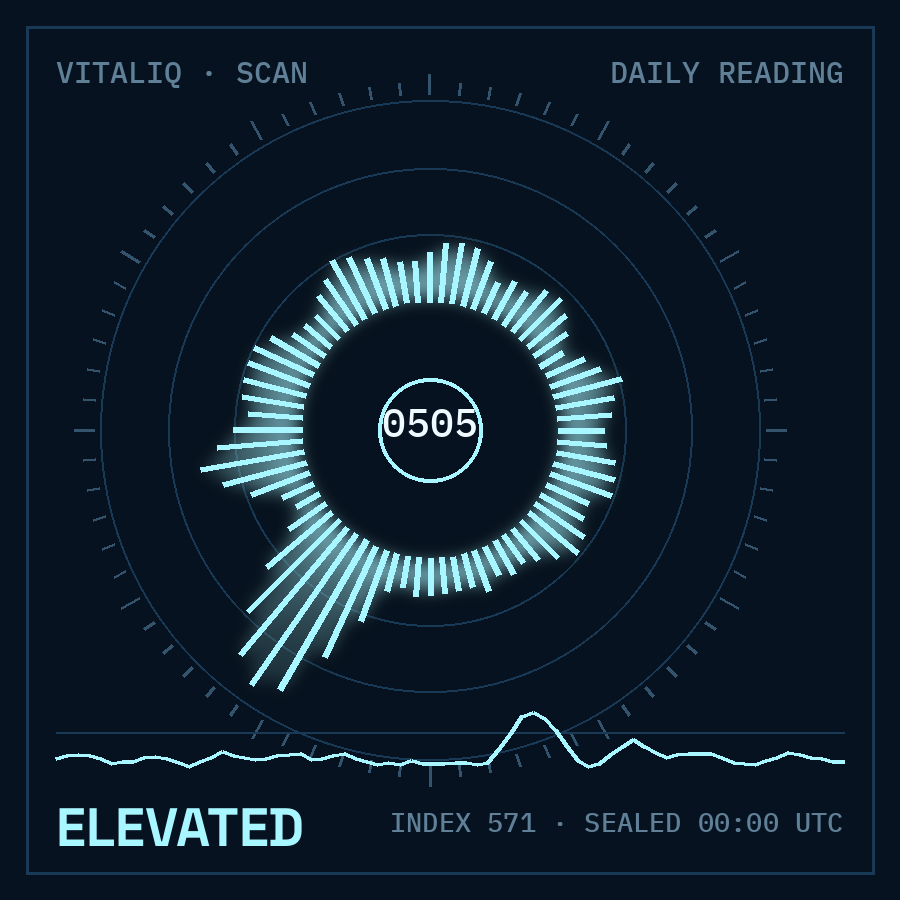 VITALIQ · SCAN
DAILY READING
0505
ELEVATED
INDEX 571 · SEALED 00:00 UTC